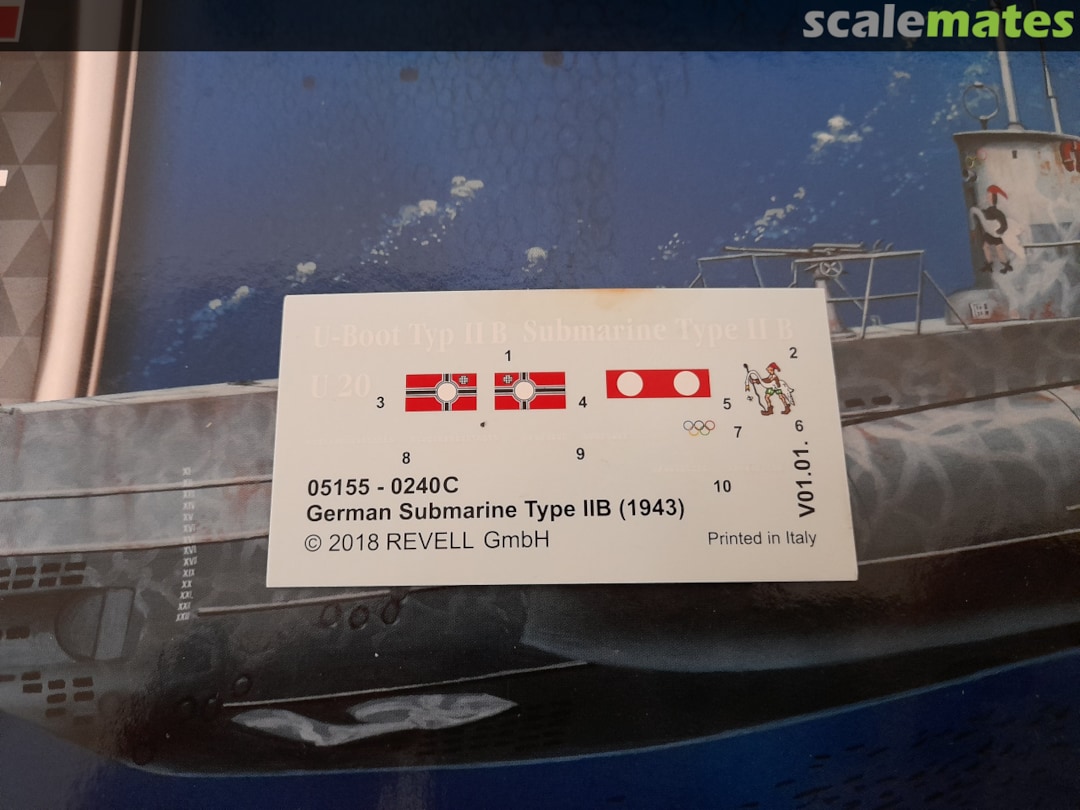 scalemates
U-Boot Typ II B Submarine Type II B
U 20
1
2
3
4
5
6
7
8
9
10
05155 - 0240C
German Submarine Type IIB (1943)
© 2018 REVELL GmbH
Printed in Italy
V01.01.